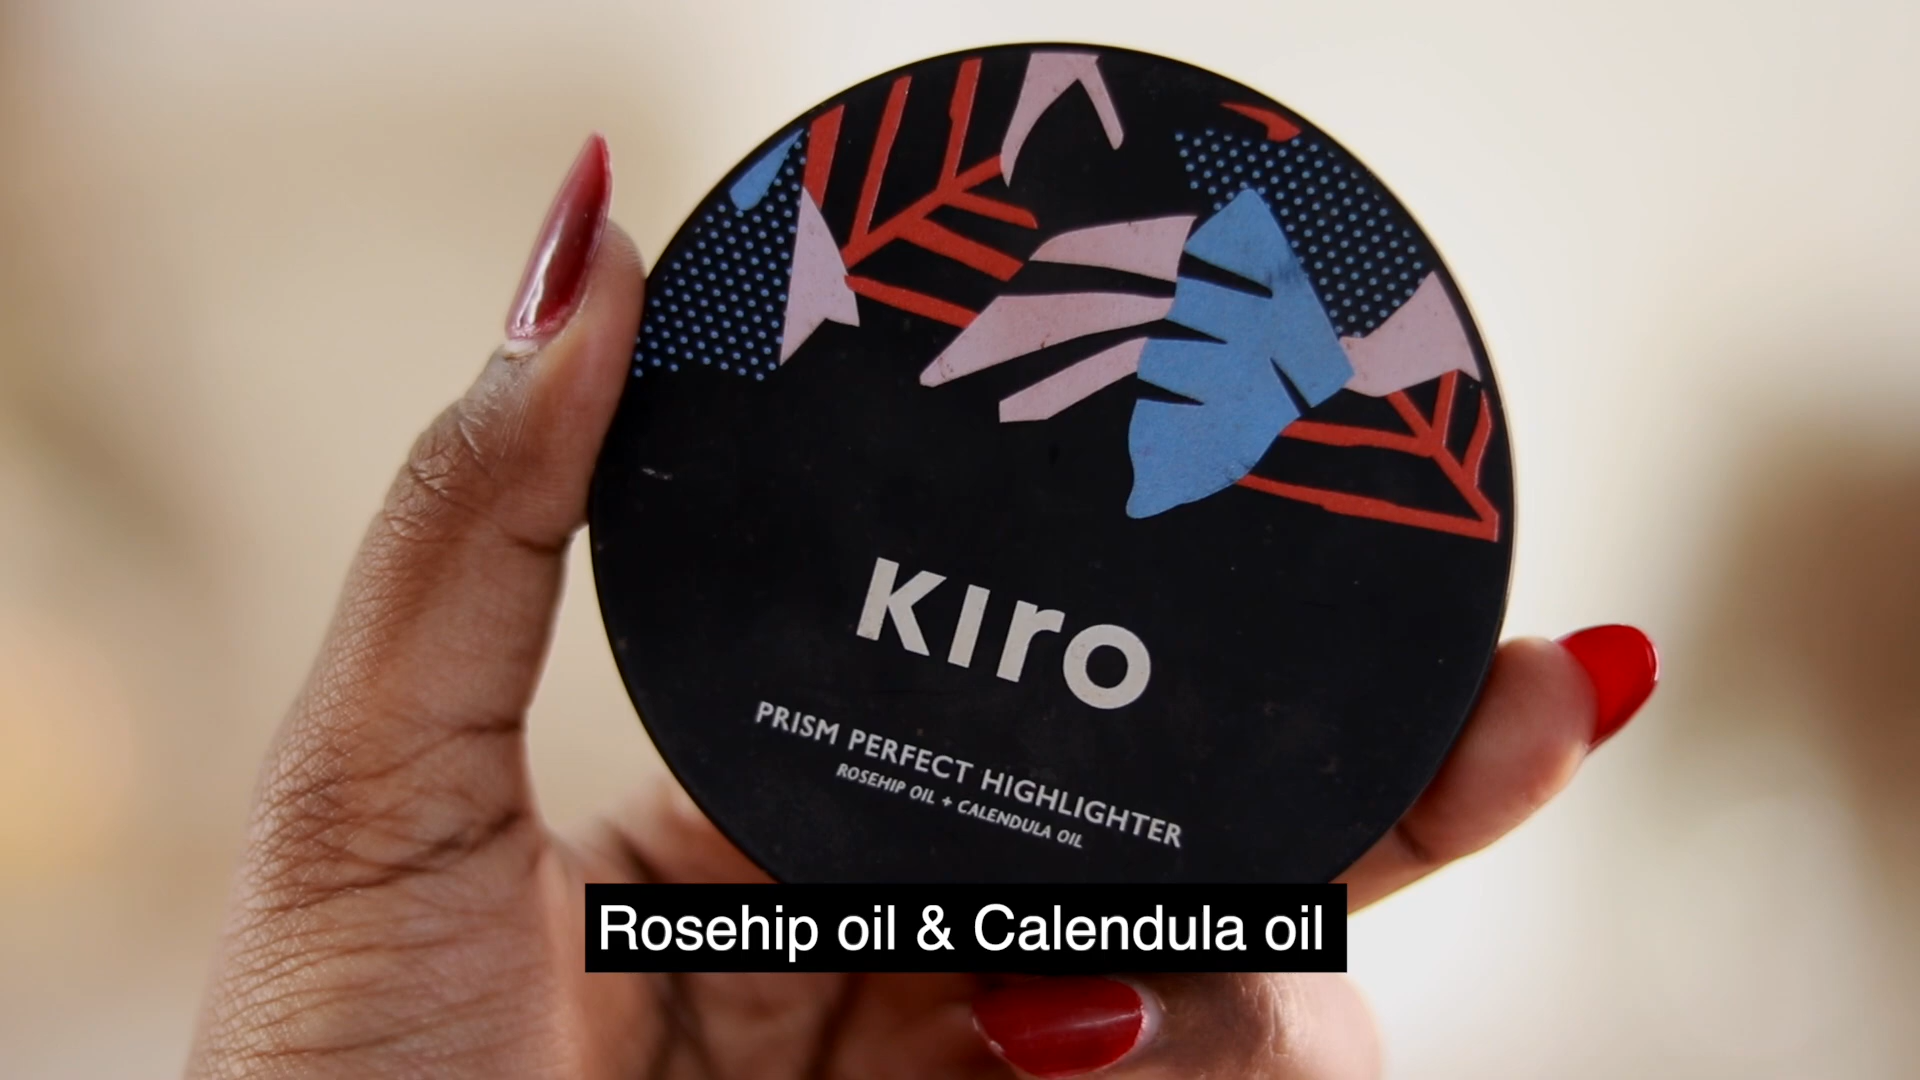 KIrO
PRISM PERFECT HIGHLIGHTER
ROSEHIP OIL + CALENDULA OIL
Rosehip oil & Calendula oil